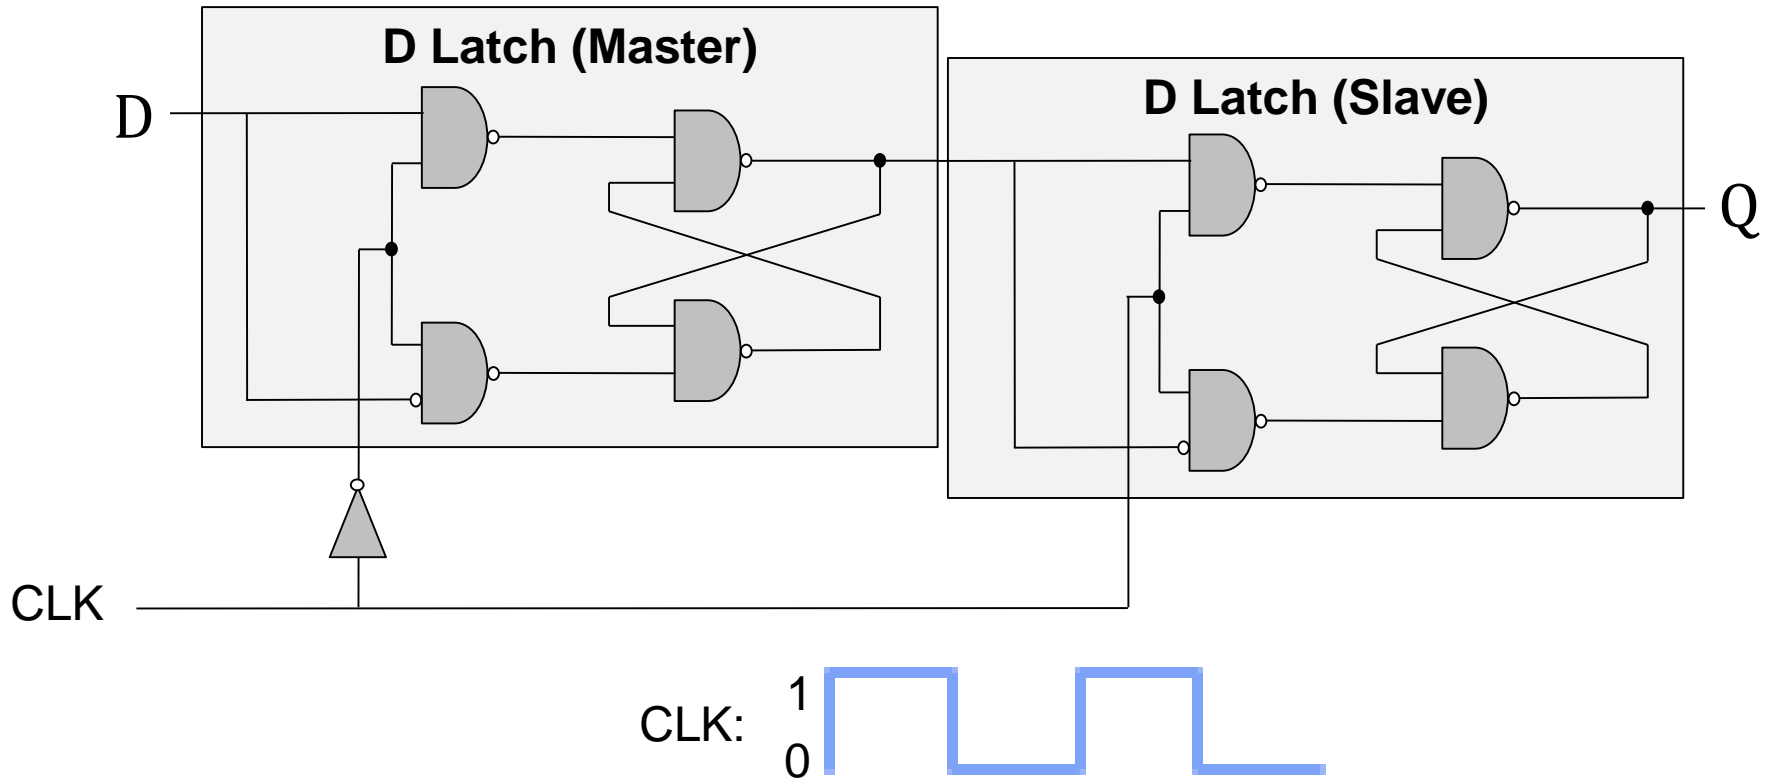 D Latch (Master)
D Latch (Slave)
D
Q
CLK
1
CLK:
0